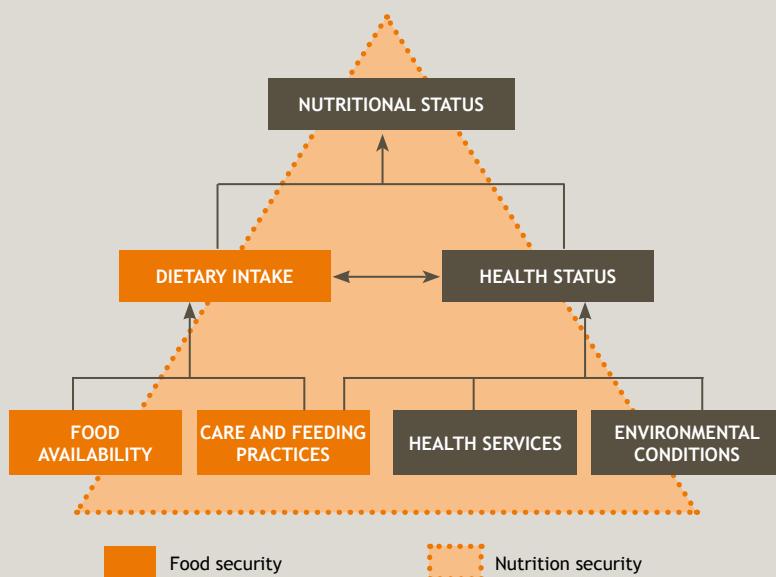 NUTRITIONAL STATUS
DIETARY INTAKE
HEALTH STATUS
FOOD
AVAILABILITY
CARE AND FEEDING
PRACTICES
HEALTH SERVICES
ENVIRONMENTAL
CONDITIONS
Food security
Nutrition security